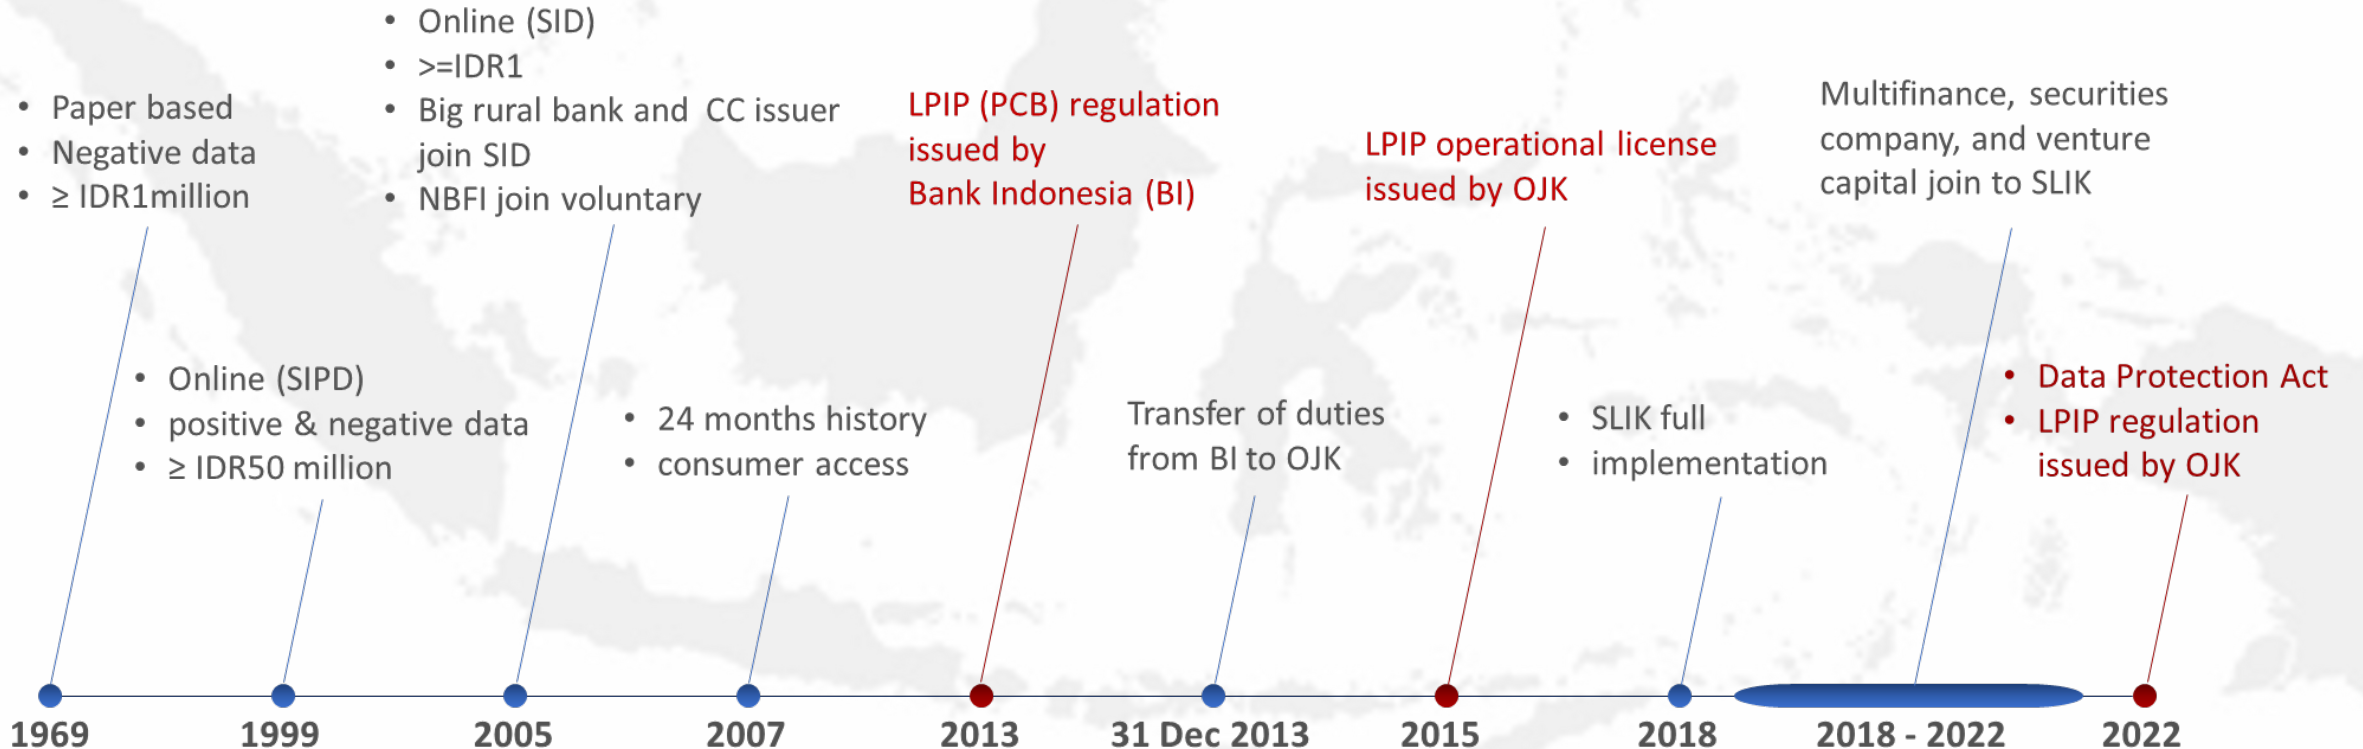 • Paper based
• Negative data
• ≥ IDR1million
• Online (SIPD)
• positive & negative data
• ≥ IDR50 million
• Online (SID)
• >=IDR1
• Big rural bank and CC issuer
join SID
• NBFI join voluntary
• 24 months history
• consumer access
LPIP (PCB) regulation
issued by
Bank Indonesia (BI)
Transfer of duties
from BI to OJK
LPIP operational license
issued by OJK
• SLIK full
• implementation
Multifinance, securities
company, and venture
capital join to SLIK
• Data Protection Act
• LPIP regulation
issued by OJK
1969
1999
2005
2007
2013
31 Dec 2013
2015
2018
2018 - 2022
2022